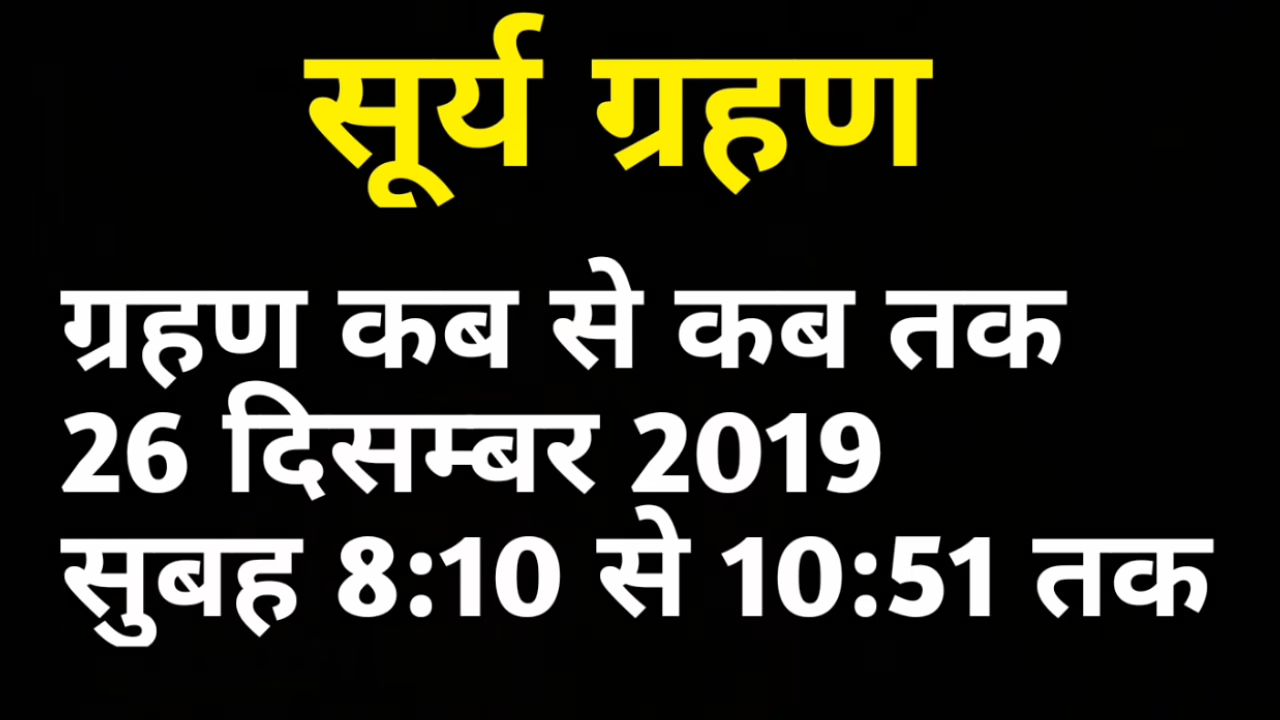 सूर्य ग्रहण
ग्रहण कब से कब तक
26 दिसम्बर 2019
सुबह 8:10 से 10:51 तक